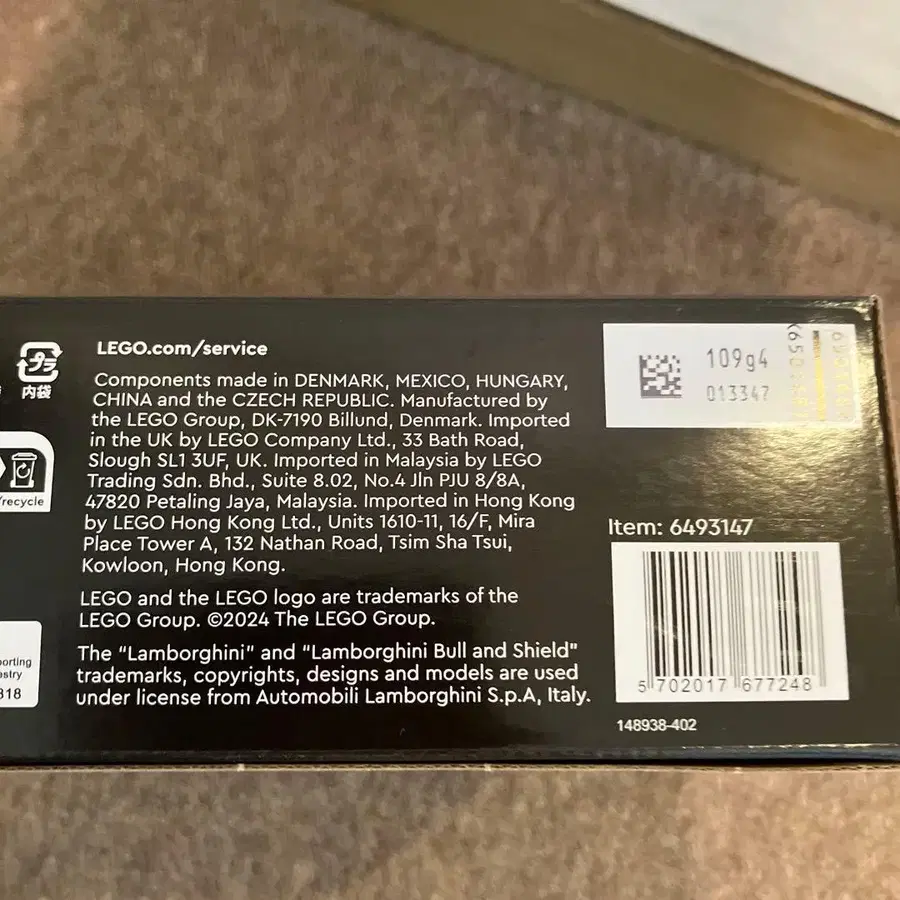 内袋
/recycle
orting
estry
318
LEGO.com/service
Components made in DENMARK, MEXICO, HUNGARY,
CHINA and the CZECH REPUBLIC. Manufactured by
the LEGO Group, DK-7190 Billund, Denmark. Imported
in the UK by LEGO Company Ltd., 33 Bath Road,
Slough SL1 3UF, UK. Imported in Malaysia by LEGO
Trading Sdn. Bhd., Suite 8.02, No.4 Jln PJU 8/8A,
47820 Petaling Jaya, Malaysia. Imported in Hong Kong
by LEGO Hong Kong Ltd., Units 1610-11, 16/F, Mira
Place Tower A, 132 Nathan Road, Tsim Sha Tsui,
Kowloon, Hong Kong.
LEGO and the LEGO logo are trademarks of the
LEGO Group. ©2024 The LEGO Group.
The “Lamborghini” and “Lamborghini Bull and Shield”
trademarks, copyrights, designs and models are used
under license from Automobili Lamborghini S.p.A, Italy.
109g4
013347
Item: 6493147
5 702017 677248
148938-402